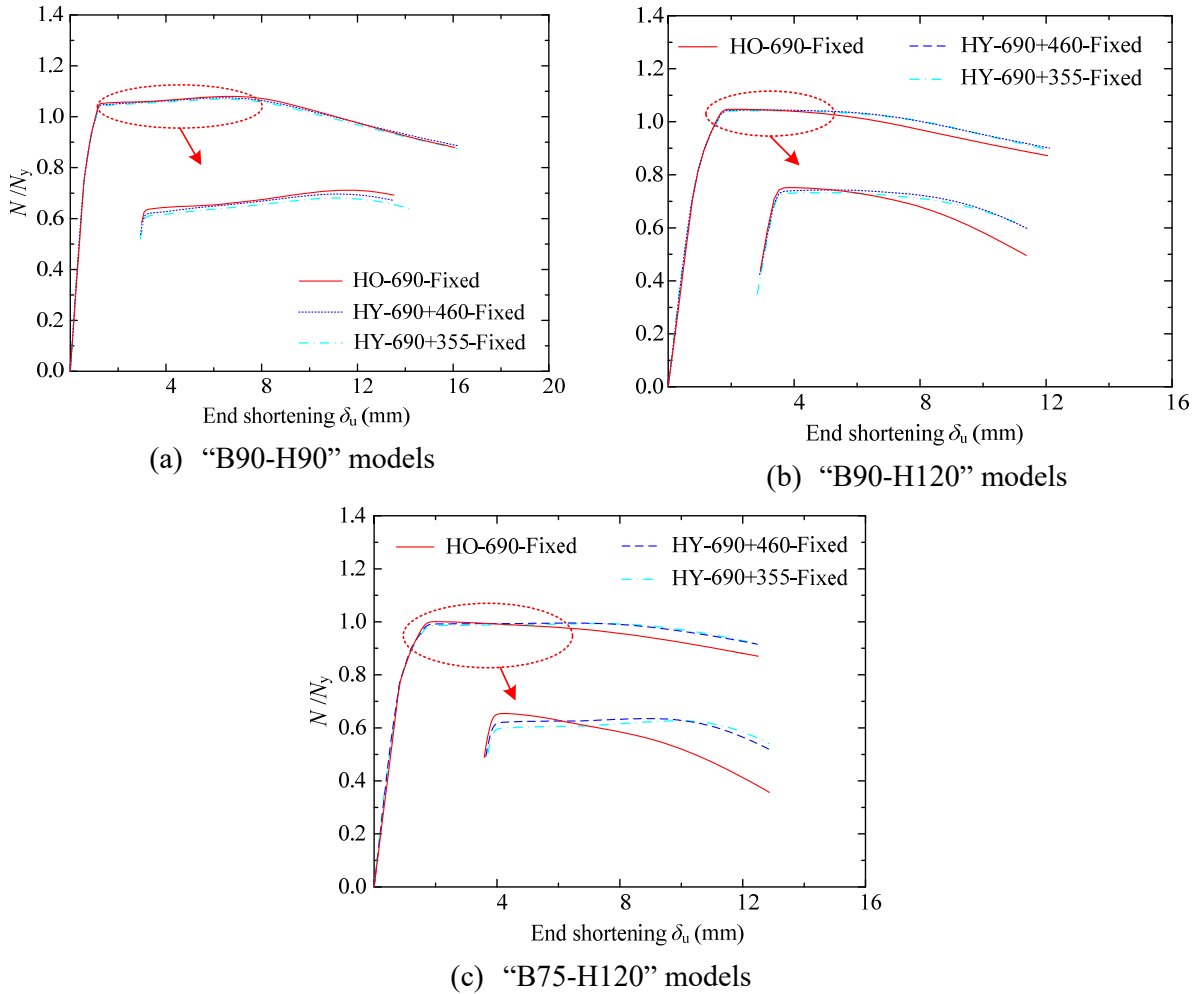 1.4
1.2
1.0
0.8
0.6
0.4
0.2
0.0
N /Ny
HO-690-Fixed
HY-690+460-Fixed
HY-690+355-Fixed
4 8 12 16 20
End shortening δu (mm)
(a) “B90-H90” models
1.4
1.2
1.0
0.8
0.6
0.4
0.2
0.0
N /Ny
HO-690-Fixed HY-690+460-Fixed
HY-690+355-Fixed
4 8 12 16
End shortening δu (mm)
(b) “B90-H120” models
1.4
1.2
1.0
0.8
0.6
0.4
0.2
0.0
N /Ny
HO-690-Fixed HY-690+460-Fixed
HY-690+355-Fixed
4 8 12 16
End shortening δu (mm)
(c) “B75-H120” models